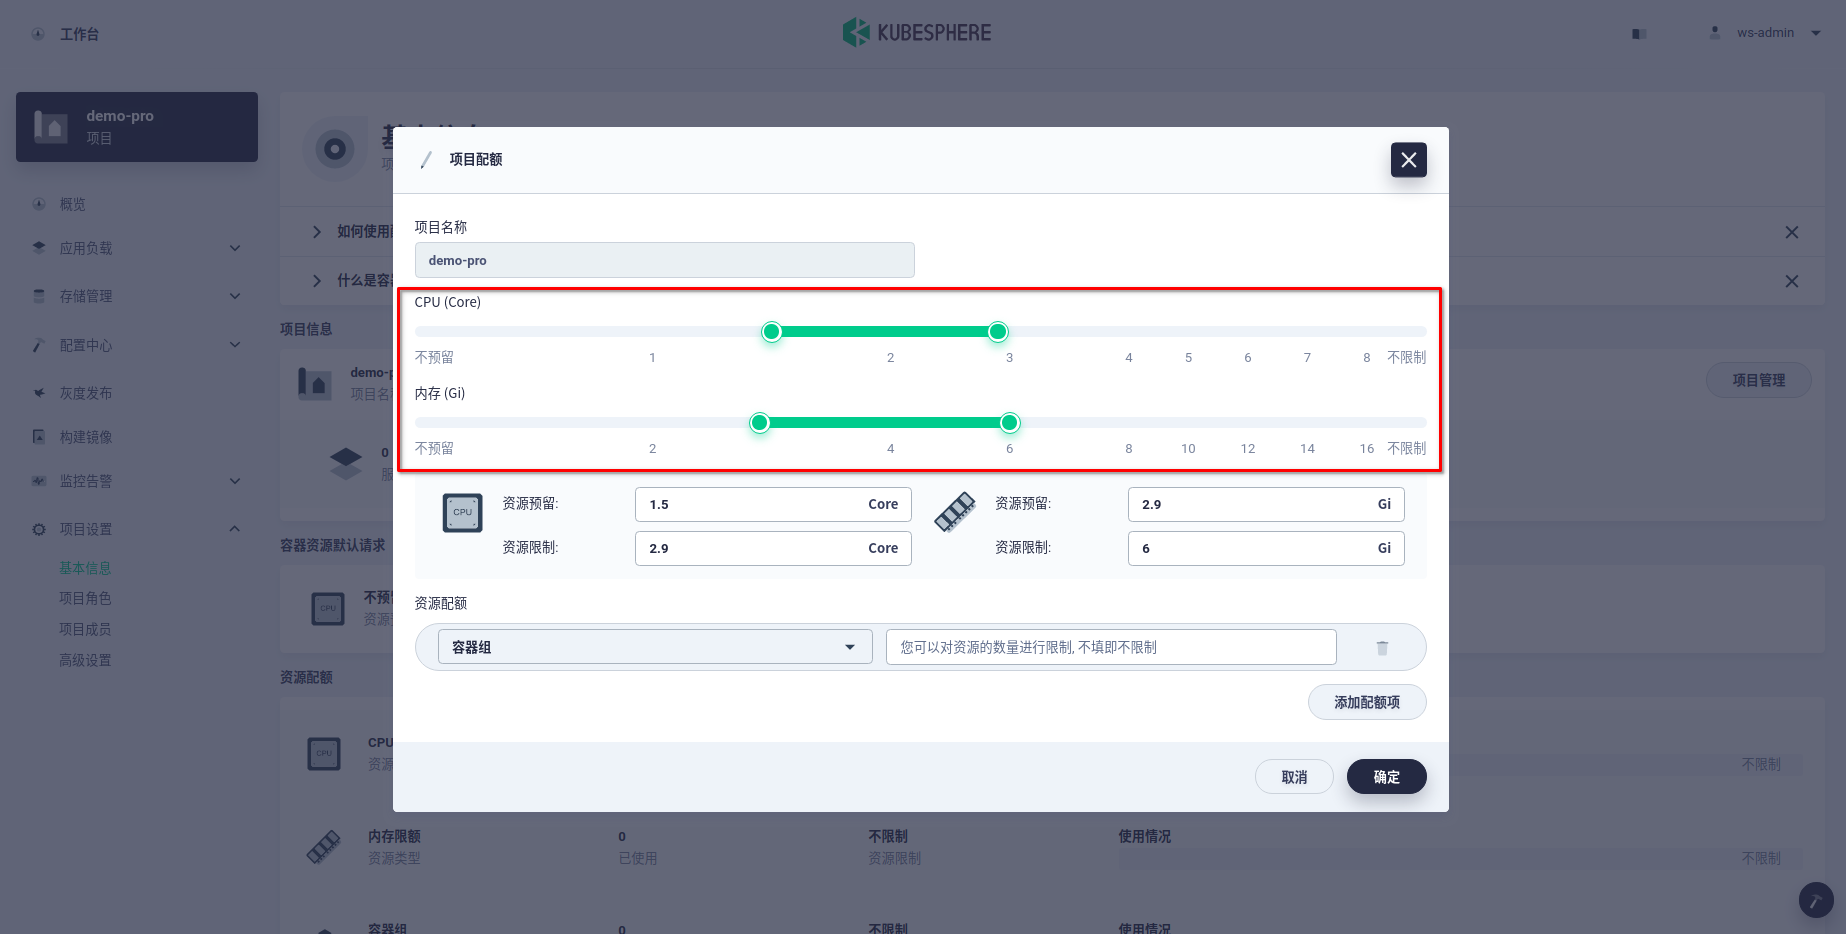 工作台
KUBESPHERE
ws-admin
demo-pro
项目
概览
应用负载
存储管理
配置中心
灰度发布
构建镜像
监控告警
项目设置
基本信息
项目角色
项目成员
高级设置
如何使用
什么是容
项目信息
demo-p
项目名
项目管理
0
服
容器资源默认请求
CPU
不预
资源
资源配额
CPU
CPU
资源
不限制
内存限额
0
不限制
使用情况
资源类型
已使用
资源限制
不限制
容器组
0
不限制
使用情况
项目配额
项目名称
demo-pro
CPU (Core)
不预留 1 2 3 4 5 6 7 8 不限制
内存 (Gi)
不预留 2 4 6 8 10 12 14 16 不限制
CPU
资源预留: 1.5 Core
资源预留: 2.9 Gi
资源限制: 2.9 Core
资源限制: 6 Gi
资源配额
容器组
您可以对资源的数量进行限制, 不填即不限制
添加配额项
取消
确定